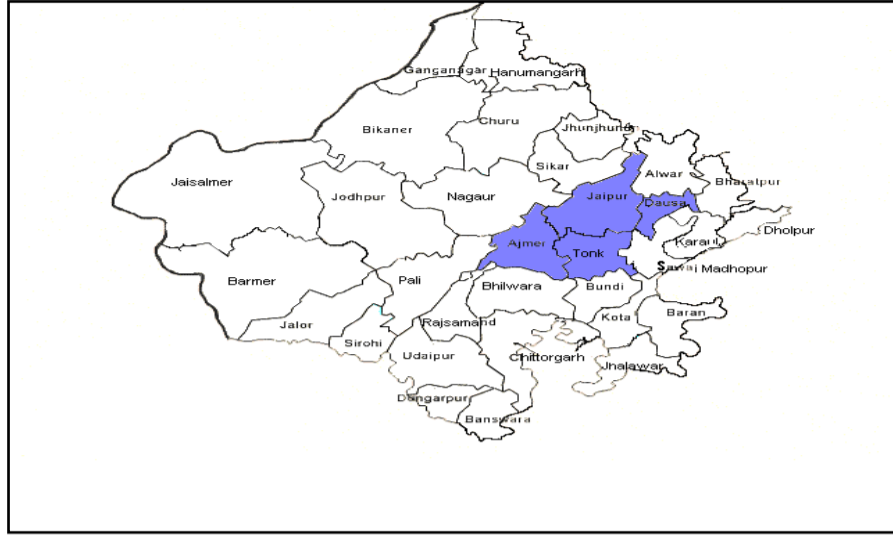 Ganganagar Hanumangarh
Bikaner
Churu
Jhunjhunu
Sikar
Alwar
Bharatpur
Jaisalmer
Jodhpur
Nagaur
Jaipur
Dausa
Dholpur
Ajmer
Tonk
Karauli
Sawai Madhopur
Barmer
Pali
Bhilwara
Bundi
Kota
Baran
Jalor
Sirohi
Rajsamand
Udaipur
Chittorgarh
Jhalawar
Dangarpur
Banswara